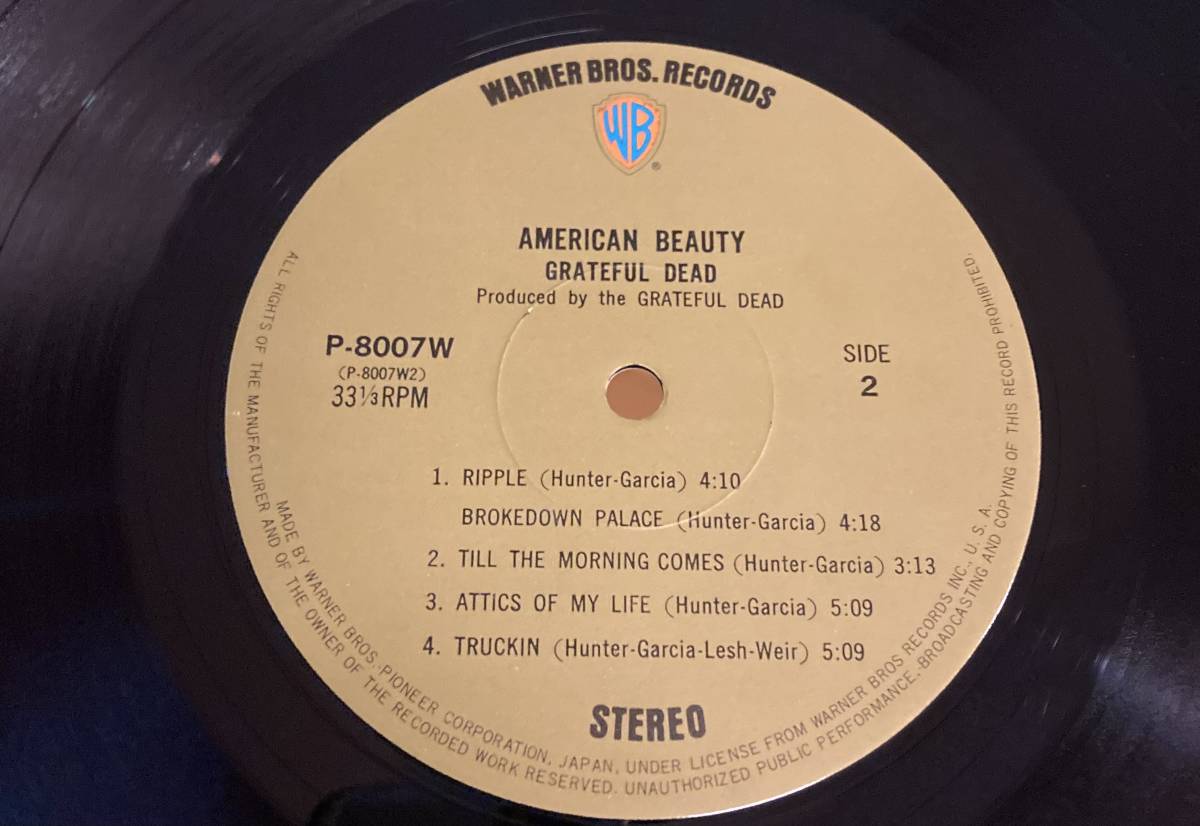 WARNER BROS. RECORDS
WB
®
AMERICAN BEAUTY
GRATEFUL DEAD
Produced by the GRATEFUL DEAD
P-8007W
(P-8007W2)
33⅓RPM
SIDE
2
1. RIPPLE (Hunter-Garcia) 4:10
BROKEDOWN PALACE (Hunter-Garcia) 4:18
2. TILL THE MORNING COMES (Hunter-Garcia) 3:13
3. ATTICS OF MY LIFE (Hunter-Garcia) 5:09
4. TRUCKIN (Hunter-Garcia-Lesh-Weir) 5:09
STEREO
MADE BY WARNER BROS.-PIONEER CORPORATION, JAPAN, UNDER LICENSE FROM WARNER BROS RECORDS INC., U. S. A.
ALL RIGHTS OF THE MANUFACTURER AND OF THE OWNER OF THE RECORDED WORK RESERVED. UNAUTHORIZED PUBLIC PERFORMANCE.-BROADCASTING AND COPYING OF THIS RECORD PROHIBITED.